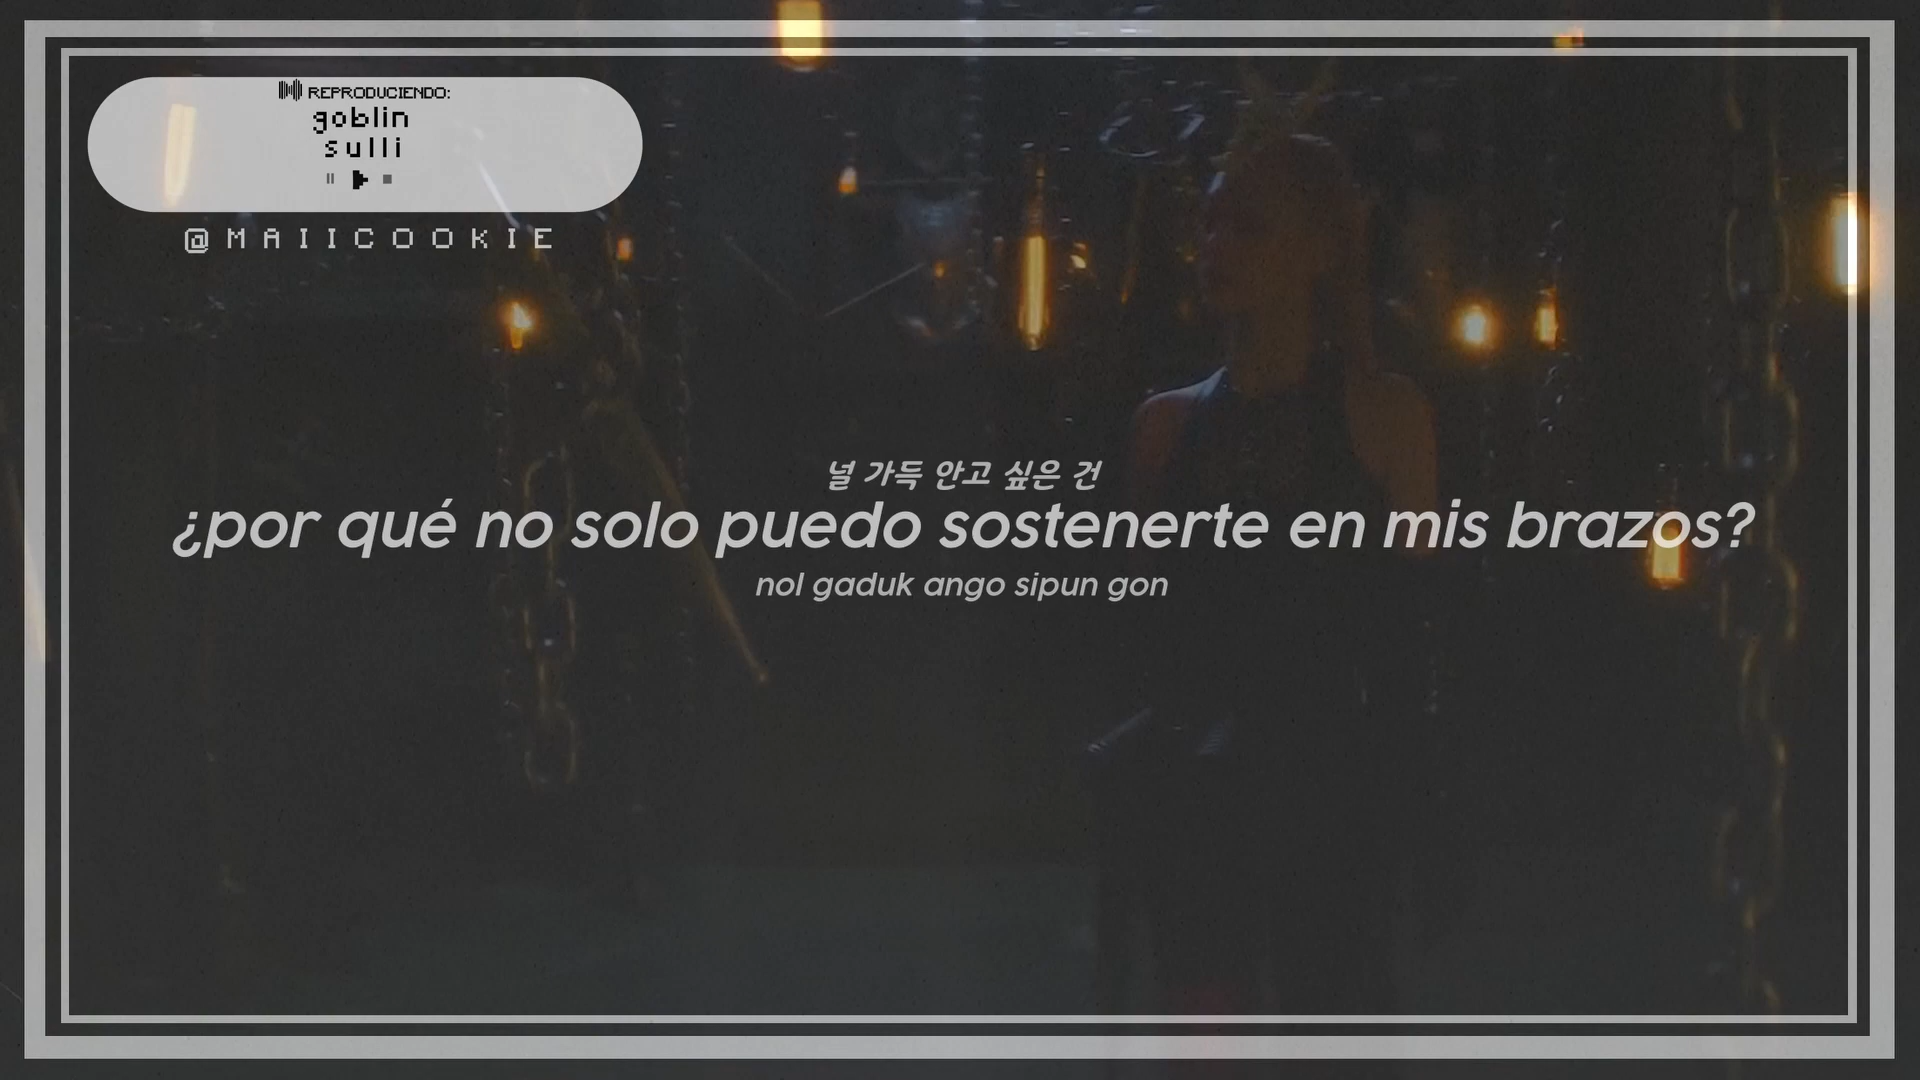 REPRODUCIENDO:
goblin
sulli
@MAIICOOKIE
널 가득 안고 싶은 건
¿por qué no solo puedo sostenerte en mis brazos?
nol gaduk ango sipun gon